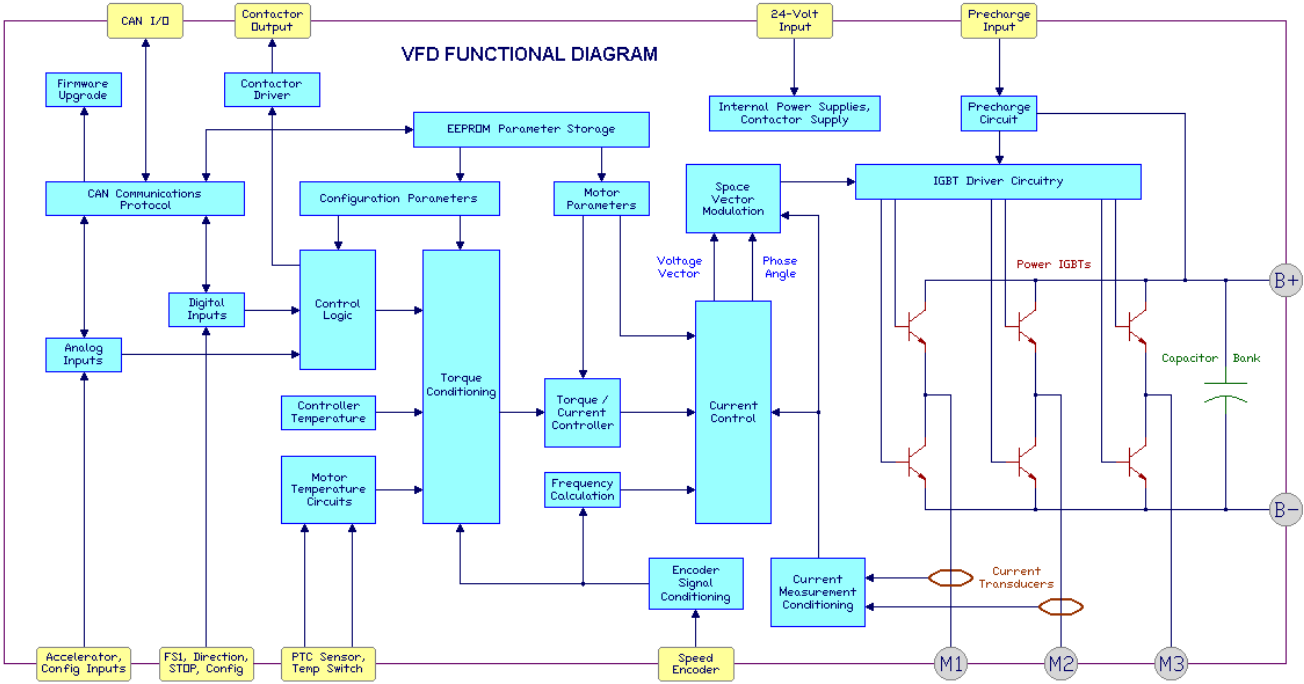 CAN I/O
Contactor
Output
24-Volt
Input
Precharge
Input
VFD FUNCTIONAL DIAGRAM
Firmware
Upgrade
Contactor
Driver
Internal Power Supplies,
Contactor Supply
Precharge
Circuit
EEPROM Parameter Storage
CAN Communications
Protocol
Configuration Parameters
Motor
Parameters
Space
Vector
Modulation
IGBT Driver Circuitry
Voltage
Vector
Phase
Angle
Power IGBTs
B+
Digital
Inputs
Control
Logic
Analog
Inputs
Capacitor Bank
Torque
Conditioning
Controller
Temperature
Torque /
Current
Controller
Current
Control
Motor
Temperature
Circuits
Frequency
Calculation
B-
Encoder
Signal
Conditioning
Current
Measurement
Conditioning
Current
Transducers
Accelerator,
Config Inputs
FS1, Direction,
STOP, Config
PTC Sensor,
Temp Switch
Speed
Encoder
M1
M2
M3